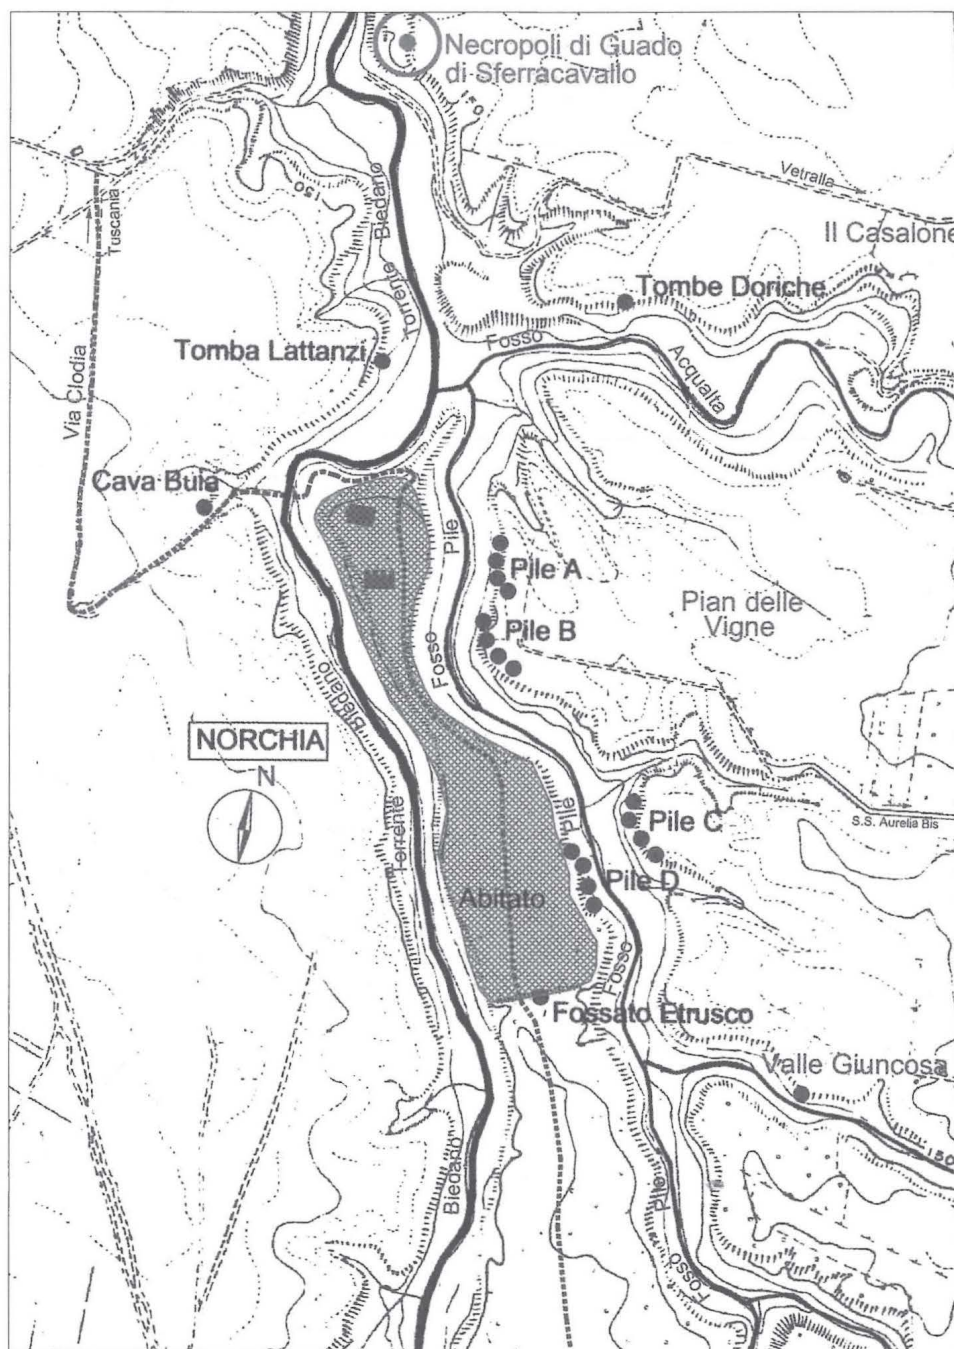 Necropoli di Guado
di Sferracavallo
150
Vetralla
Il Casalone
Biedano
Torrente
150
Tuscania
Via Clodia
Tombe Doriche
Tomba Lattanzi
Fosso
Acqualta
Cava Buia
Pile
Pile A
Pian delle
Vigne
Pile B
Fosso
Biedano
NORCHIA
N
Torrente
Pile
Pile C
S.S. Aurelia Bis
Pile D
Abitato
Fosso
Fossato Etrusco
Valle Giuncosa
150
Biedano
Pile
Fosso